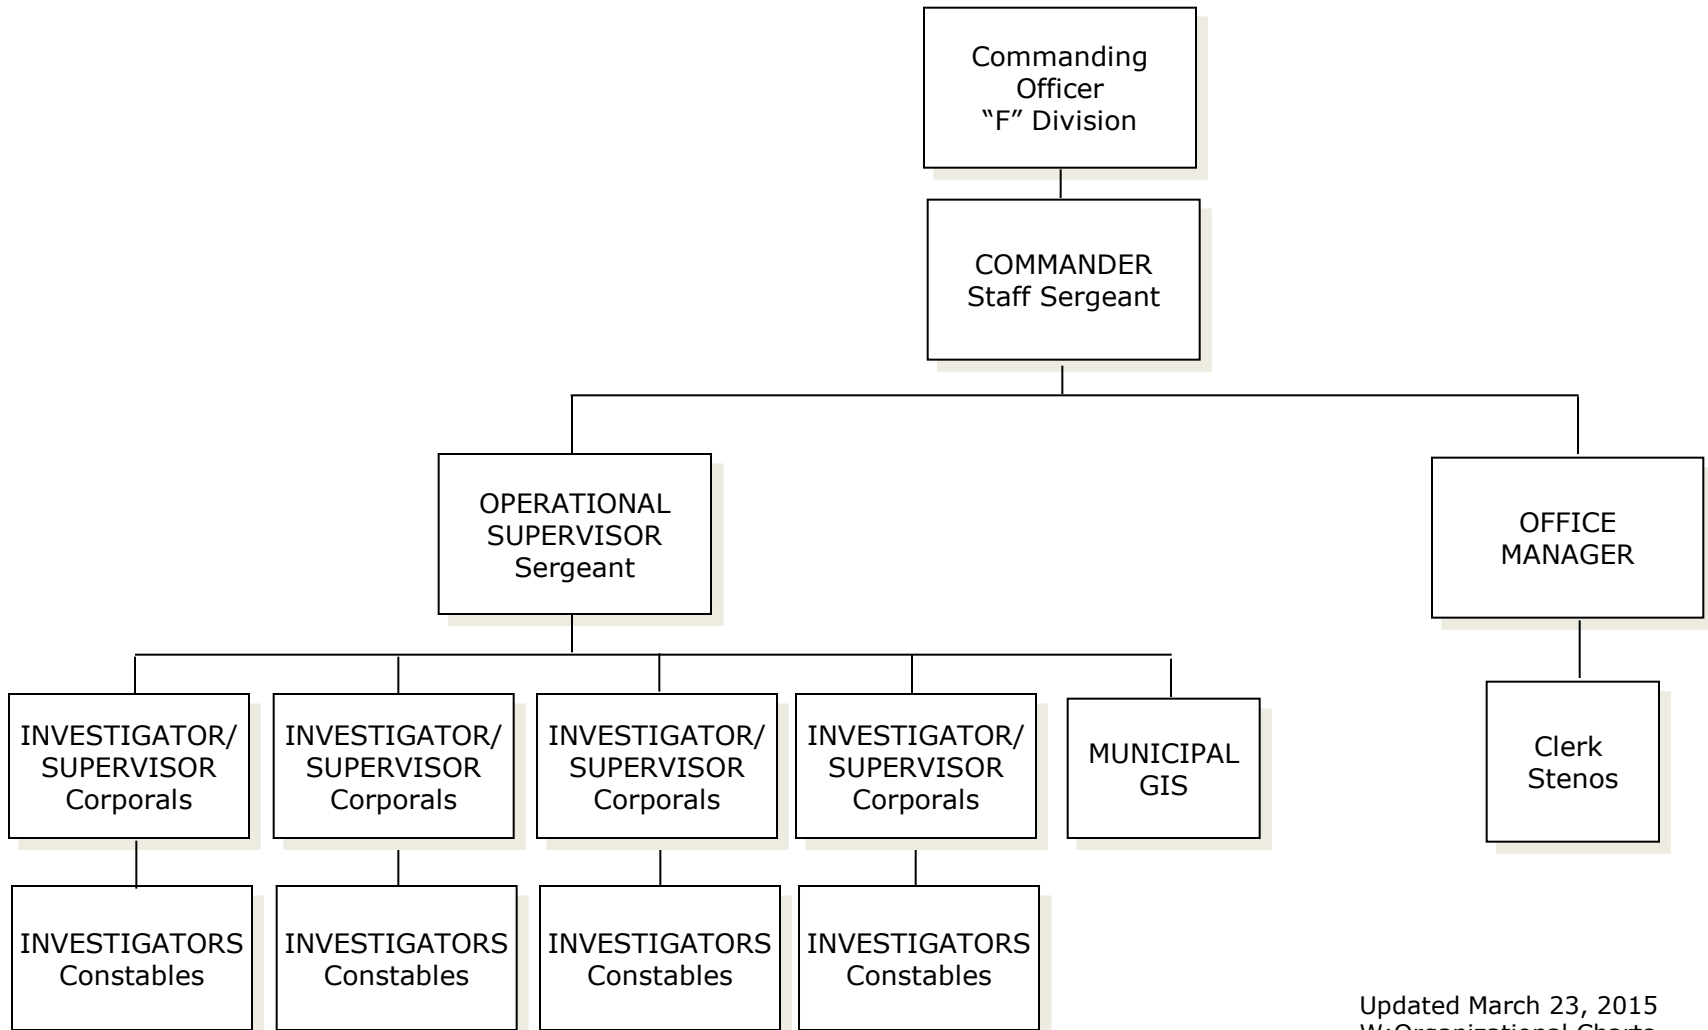 Commanding
Officer
“F” Division
COMMANDER
Staff Sergeant
OPERATIONAL
SUPERVISOR
Sergeant
OFFICE
MANAGER
INVESTIGATOR/
SUPERVISOR
Corporals
INVESTIGATOR/
SUPERVISOR
Corporals
INVESTIGATOR/
SUPERVISOR
Corporals
INVESTIGATOR/
SUPERVISOR
Corporals
MUNICIPAL
GIS
Clerk
Stenos
INVESTIGATORS
Constables
INVESTIGATORS
Constables
INVESTIGATORS
Constables
INVESTIGATORS
Constables
Updated March 23, 2015
W:Organizational Charts